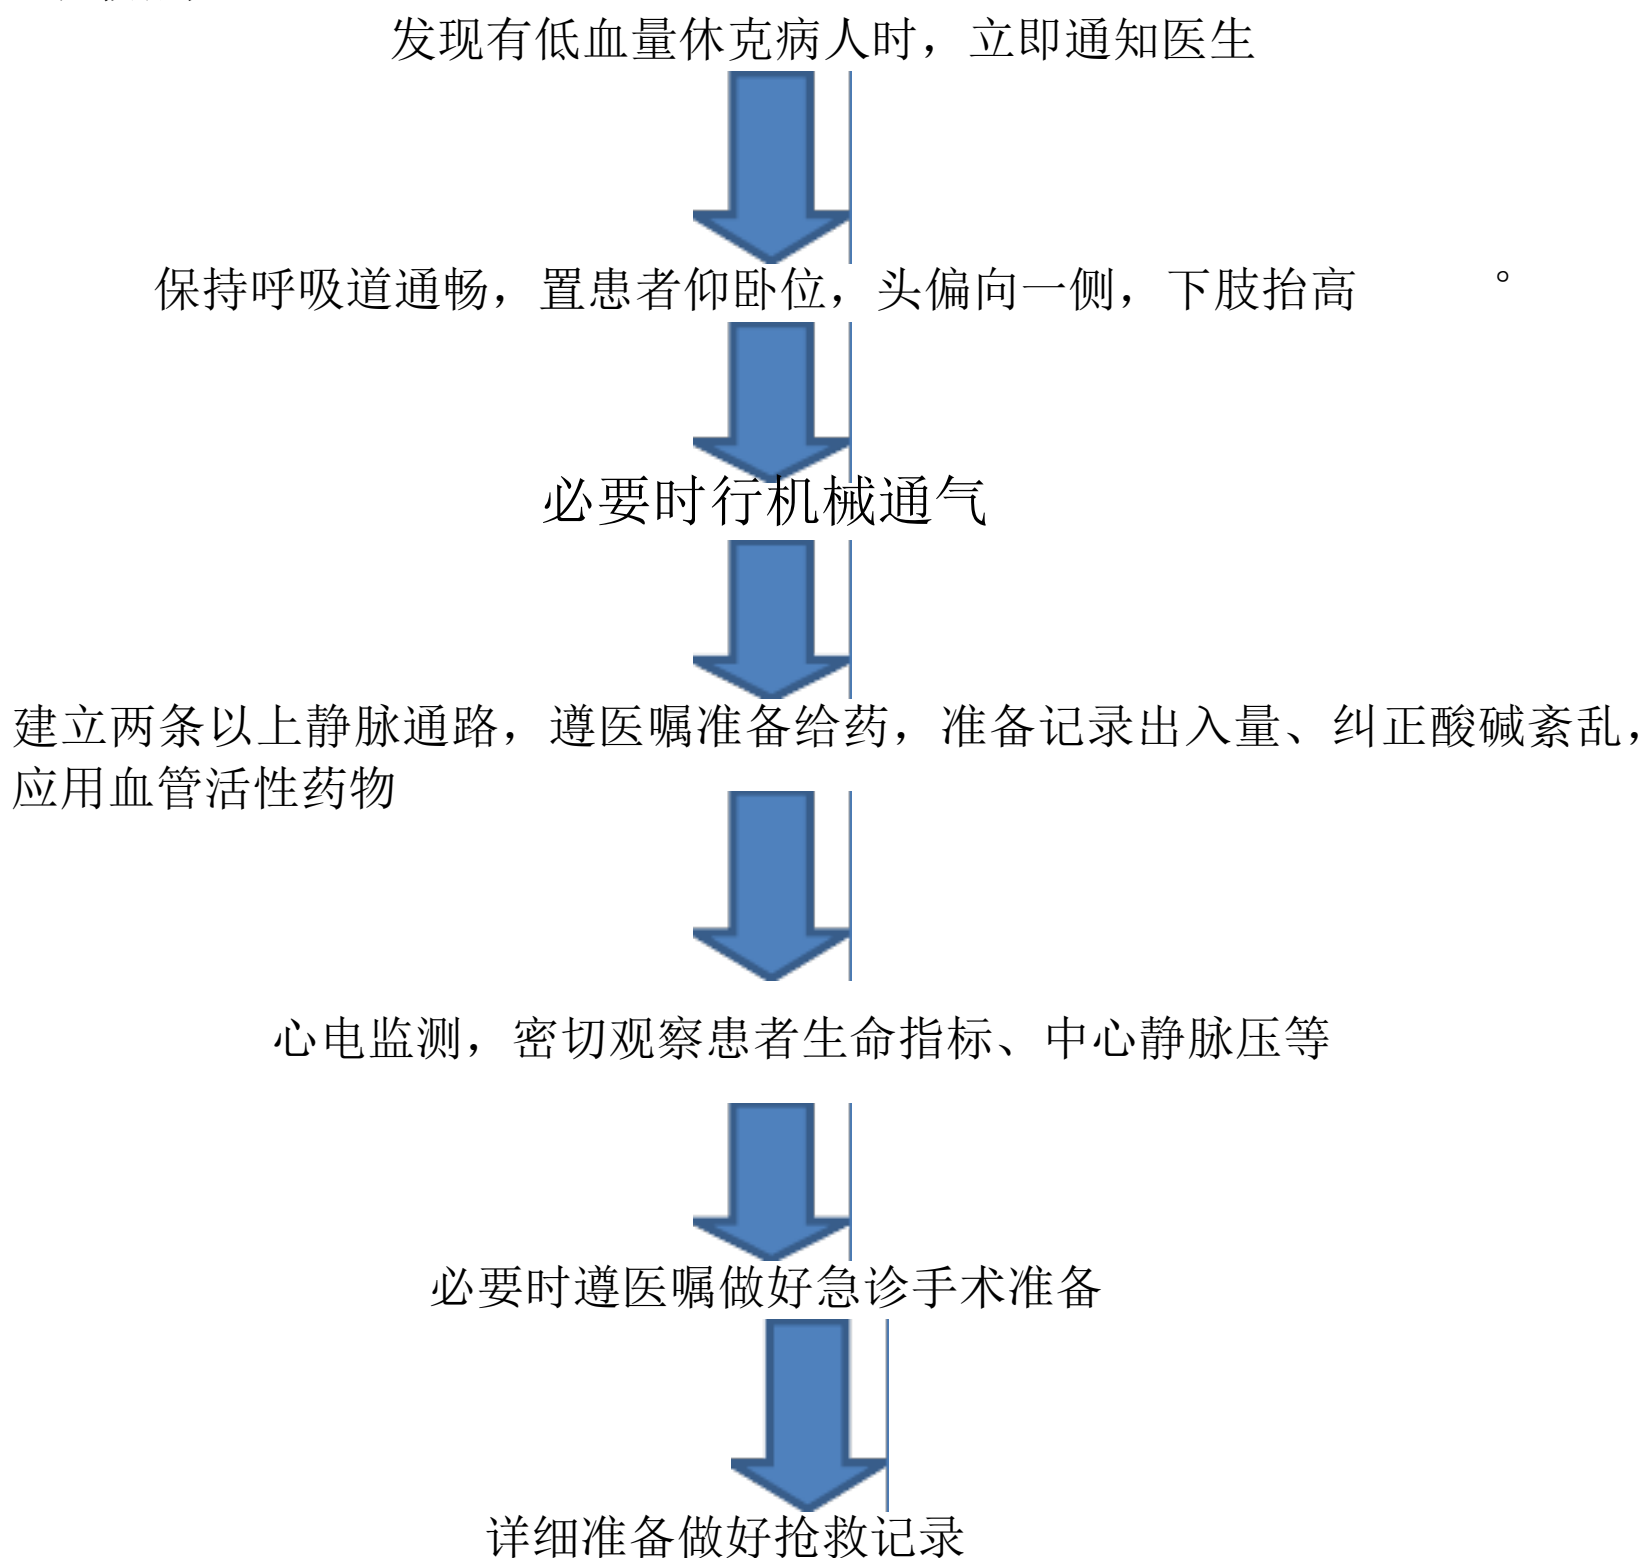 发现有低血量休克病人时，立即通知医生
保持呼吸道通畅，置患者仰卧位，头偏向一侧，下肢抬高 °
必要时行机械通气
建立两条以上静脉通路，遵医嘱准备给药，准备记录出入量、纠正酸碱紊乱，
应用血管活性药物
心电监测，密切观察患者生命指标、中心静脉压等
必要时遵医嘱做好急诊手术准备
详细准备做好抢救记录